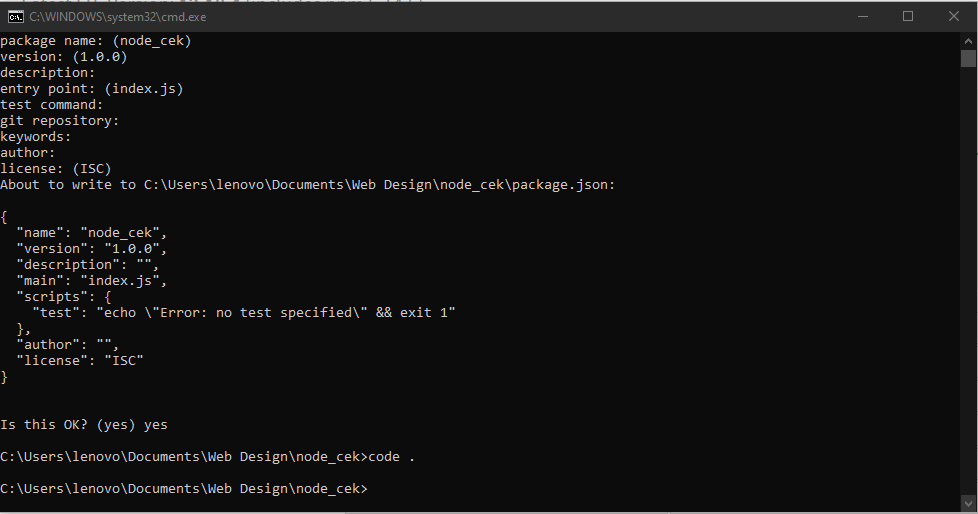 C:\WINDOWS\system32\cmd.exe
package name: (node_cek)
version: (1.0.0)
description:
entry point: (index.js)
test command:
git repository:
keywords:
author:
license: (ISC)
About to write to C:\Users\lenovo\Documents\Web Design\node_cek\package.json:
{
  "name": "node_cek",
  "version": "1.0.0",
  "description": "",
  "main": "index.js",
  "scripts": {
    "test": "echo \"Error: no test specified\" && exit 1"
  },
  "author": "",
  "license": "ISC"
}
Is this OK? (yes) yes
C:\Users\lenovo\Documents\Web Design\node_cek>code .
C:\Users\lenovo\Documents\Web Design\node_cek>